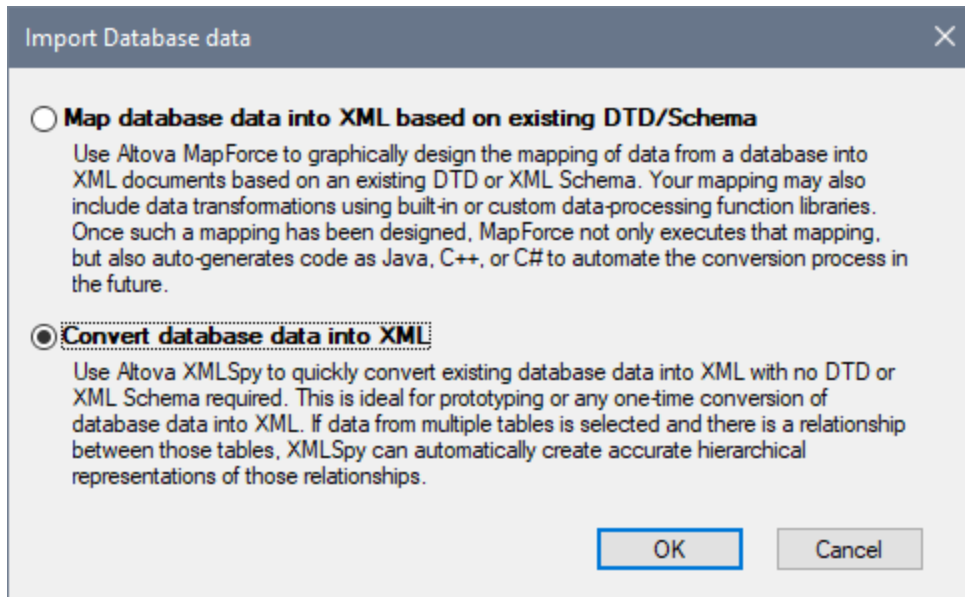 Import Database data
Map database data into XML based on existing DTD/Schema
Use Altova MapForce to graphically design the mapping of data from a database into
XML documents based on an existing DTD or XML Schema. Your mapping may also
include data transformations using built-in or custom data-processing function libraries.
Once such a mapping has been designed, MapForce not only executes that mapping,
but also auto-generates code as Java, C++, or C# to automate the conversion process in
the future.
Convert database data into XML
Use Altova XMLSpy to quickly convert existing database data into XML with no DTD or
XML Schema required. This is ideal for prototyping or any one-time conversion of
database data into XML. If data from multiple tables is selected and there is a relationship
between those tables, XMLSpy can automatically create accurate hierarchical
representations of those relationships.
OK Cancel